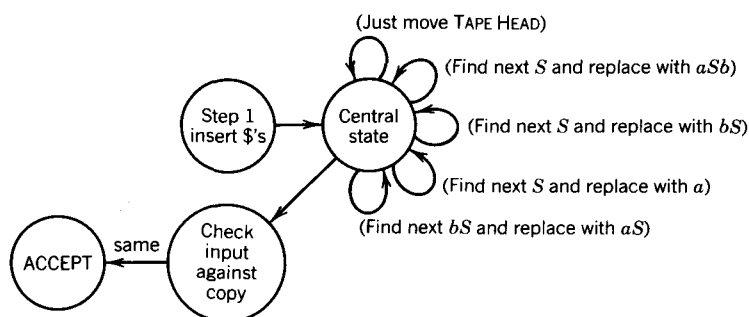 (Just move TAPE HEAD)
(Find next S and replace with aSb)
Step 1
insert $'s
Central
state
(Find next S and replace with bS)
(Find next S and replace with a)
(Find next bS and replace with aS)
Check
input
against
copy
same
ACCEPT